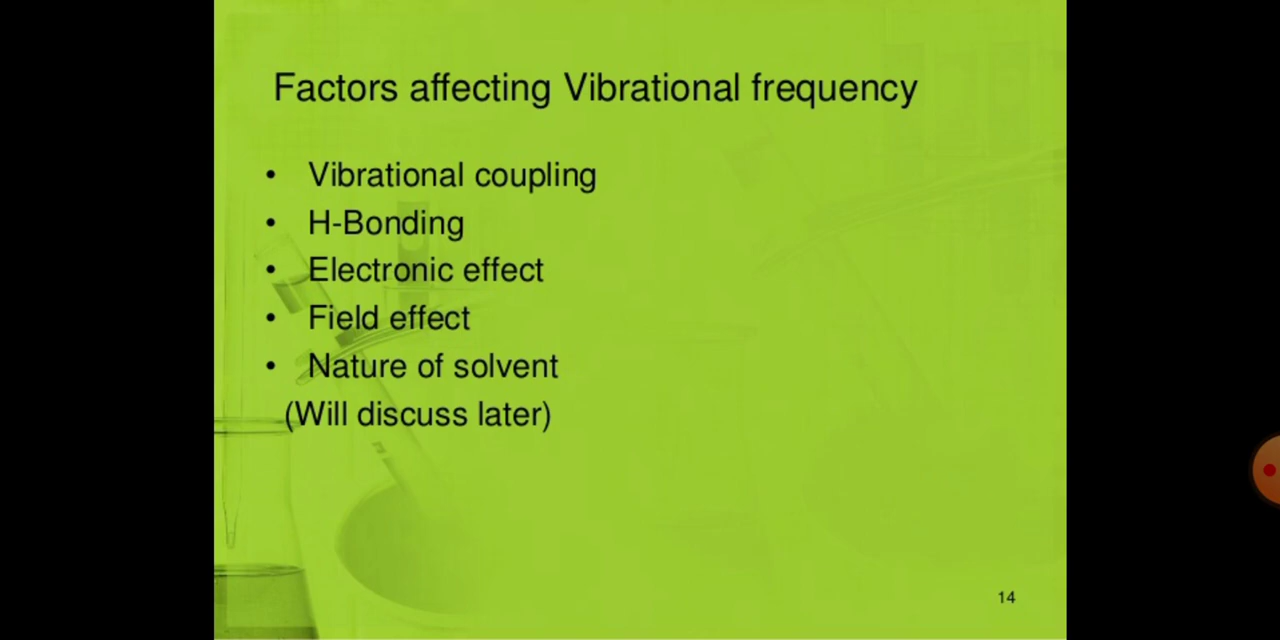 Factors affecting Vibrational frequency
• Vibrational coupling
• H-Bonding
• Electronic effect
• Field effect
• Nature of solvent
(Will discuss later)
14